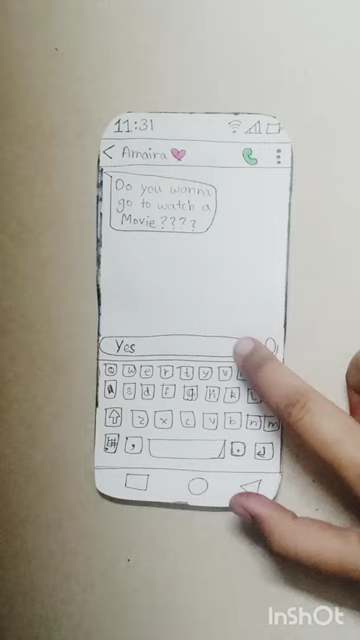 11:31
< Amaira
Do you wanna
go to watch a
Movie????
Yes
Q W e r t y u
A s d f g h k L
z x c v b n m
# ,
InShOt